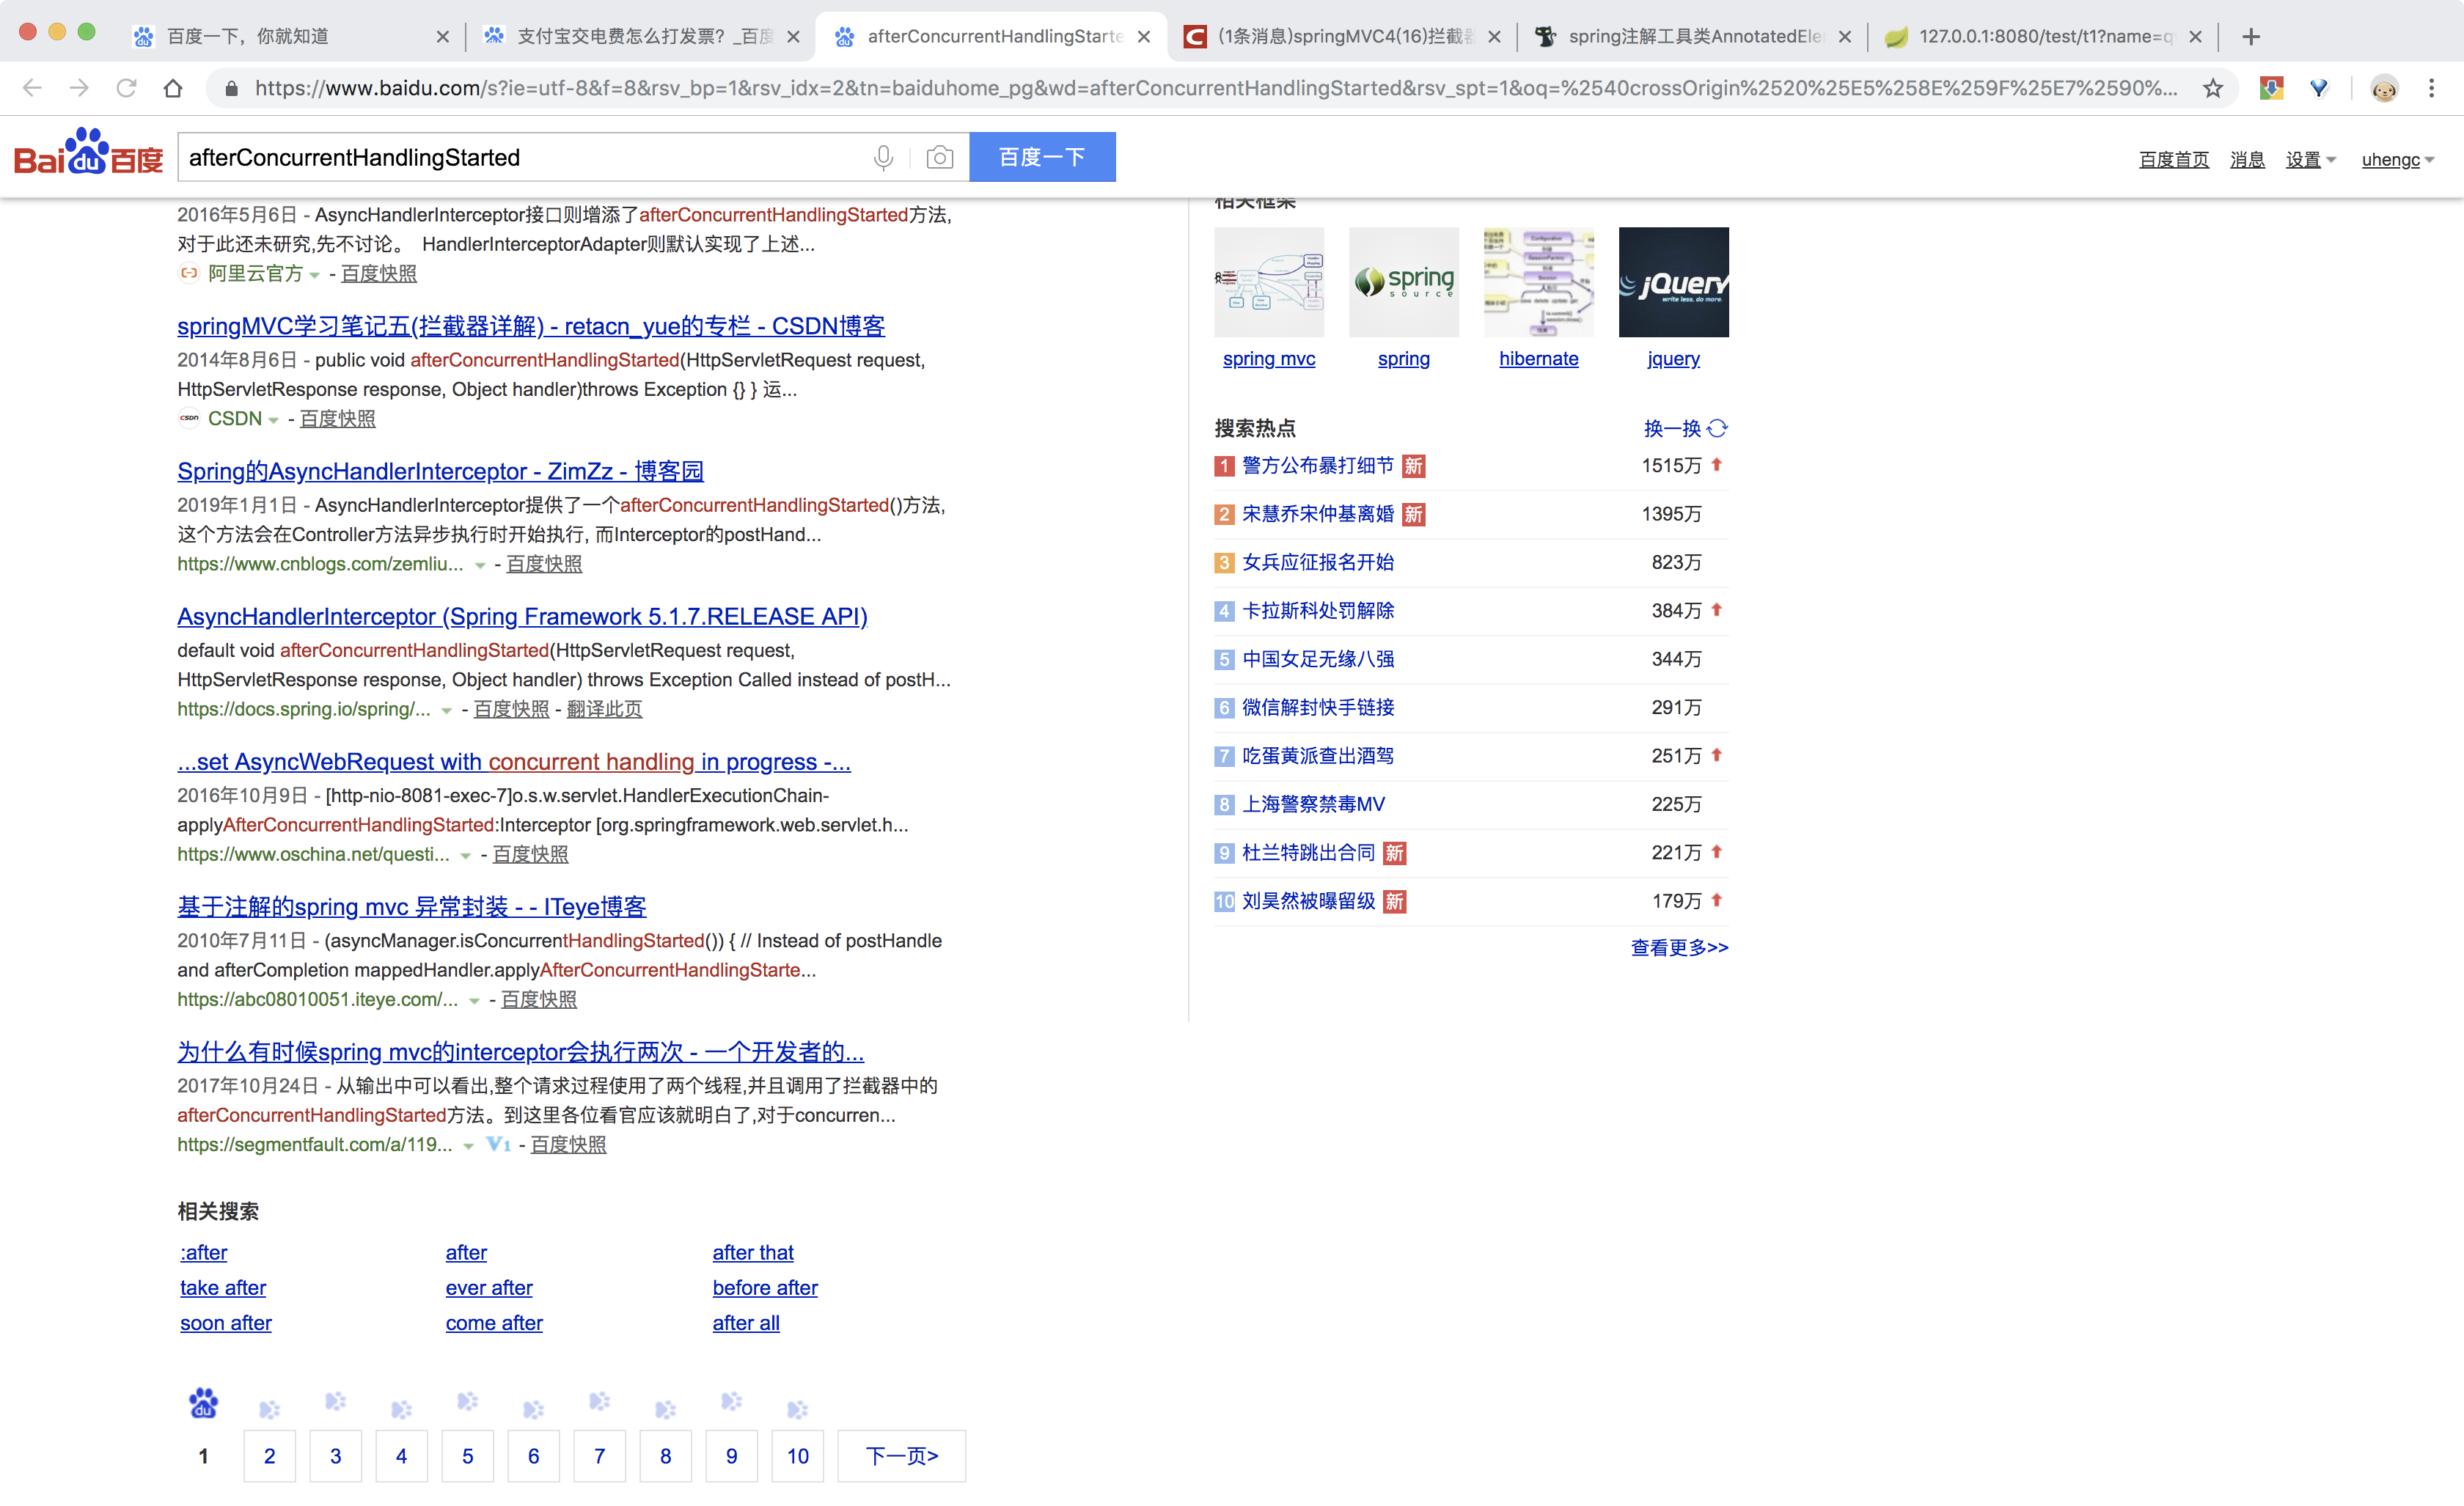 百度一下，你就知道
支付宝交电费怎么打发票？_百度
afterConcurrentHandlingStarte
(1条消息)springMVC4(16)拦截器
spring注解工具类AnnotatedEle
127.0.0.1:8080/test/t1?name=q
https://www.baidu.com/s?ie=utf-8&f=8&rsv_bp=1&rsv_idx=2&tn=baiduhome_pg&wd=afterConcurrentHandlingStarted&rsv_spt=1&oq=%2540crossOrigin%2520%25E5%258E%259F%25E7%2590%...
Bai du 百度
afterConcurrentHandlingStarted
百度一下
百度首页 消息 设置 uhengc
2016年5月6日 - AsyncHandlerInterceptor接口则增添了afterConcurrentHandlingStarted方法,
对于此还未研究,先不讨论。 HandlerInterceptorAdapter则默认实现了上述...
阿里云官方 - 百度快照
springMVC学习笔记五(拦截器详解) - retacn_yue的专栏 - CSDN博客
2014年8月6日 - public void afterConcurrentHandlingStarted(HttpServletRequest request,
HttpServletResponse response, Object handler)throws Exception {} } 运...
CSDN CSDN - 百度快照
Spring的AsyncHandlerInterceptor - ZimZz - 博客园
2019年1月1日 - AsyncHandlerInterceptor提供了一个afterConcurrentHandlingStarted()方法,
这个方法会在Controller方法异步执行时开始执行, 而Interceptor的postHand...
https://www.cnblogs.com/zemliu... - 百度快照
AsyncHandlerInterceptor (Spring Framework 5.1.7.RELEASE API)
default void afterConcurrentHandlingStarted(HttpServletRequest request,
HttpServletResponse response, Object handler) throws Exception Called instead of postH...
https://docs.spring.io/spring/... - 百度快照 - 翻译此页
...set AsyncWebRequest with concurrent handling in progress -...
2016年10月9日 - [http-nio-8081-exec-7]o.s.w.servlet.HandlerExecutionChain-
applyAfterConcurrentHandlingStarted:Interceptor [org.springframework.web.servlet.h...
https://www.oschina.net/questi... - 百度快照
基于注解的spring mvc 异常封装 - - ITeye博客
2010年7月11日 - (asyncManager.isConcurrentHandlingStarted()) { // Instead of postHandle
and afterCompletion mappedHandler.applyAfterConcurrentHandlingStarte...
https://abc08010051.iteye.com/... - 百度快照
为什么有时候spring mvc的interceptor会执行两次 - 一个开发者的...
2017年10月24日 - 从输出中可以看出,整个请求过程使用了两个线程,并且调用了拦截器中的
afterConcurrentHandlingStarted方法。到这里各位看官应该就明白了,对于concurren...
https://segmentfault.com/a/119... V1 - 百度快照
相关搜索
:after after after that
take after ever after before after
soon after come after after all
du
1 2 3 4 5 6 7 8 9 10 下一页>
相关框架
spring source
jQuery
write less, do more.
spring mvc spring hibernate jquery
搜索热点 换一换
1 警方公布暴打细节 新 1515万
2 宋慧乔宋仲基离婚 新 1395万
3 女兵应征报名开始 823万
4 卡拉斯科处罚解除 384万
5 中国女足无缘八强 344万
6 微信解封快手链接 291万
7 吃蛋黄派查出酒驾 251万
8 上海警察禁毒MV 225万
9 杜兰特跳出合同 新 221万
10 刘昊然被曝留级 新 179万
查看更多>>